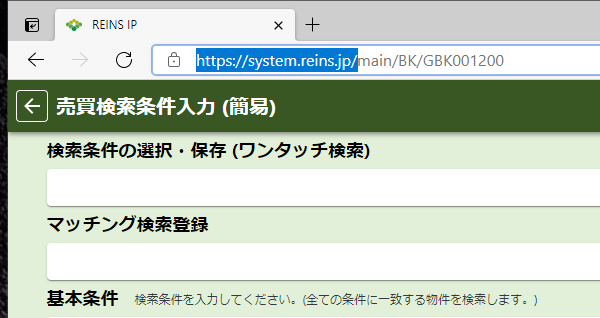 REINS IP
https://system.reins.jp/main/BK/GBK001200
売買検索条件入力 (簡易)
検索条件の選択・保存 (ワンタッチ検索)
マッチング検索登録
基本条件 検索条件を入力してください。(全ての条件に一致する物件を検索します。)